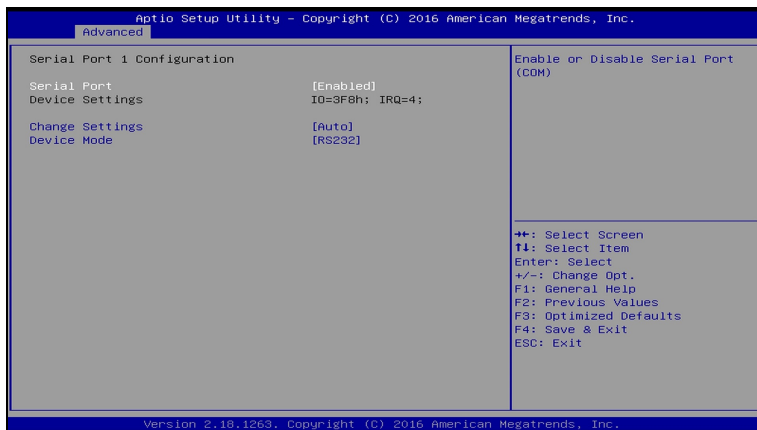 Aptio Setup Utility – Copyright (C) 2016 American Megatrends, Inc.
Advanced
Serial Port 1 Configuration
Serial Port [Enabled]
Device Settings IO=3F8h; IRQ=4;
Change Settings [Auto]
Device Mode [RS232]
Enable or Disable Serial Port
(COM)
→←: Select Screen
↑↓: Select Item
Enter: Select
+/-: Change Opt.
F1: General Help
F2: Previous Values
F3: Optimized Defaults
F4: Save & Exit
ESC: Exit
Version 2.18.1263. Copyright (C) 2016 American Megatrends, Inc.